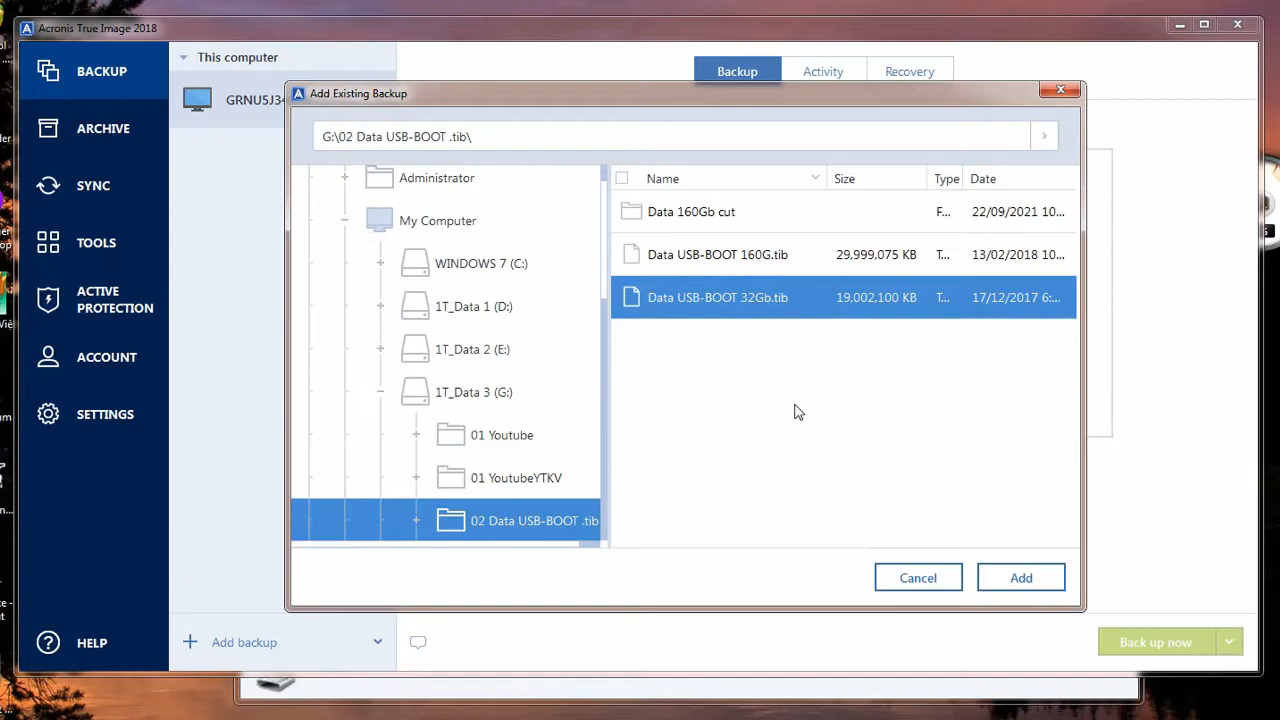 Acronis True Image 2018
BACKUP
ARCHIVE
SYNC
TOOLS
ACTIVE
PROTECTION
ACCOUNT
SETTINGS
HELP
This computer
Add backup
Backup
Activity
Recovery
Add Existing Backup
G:\02 Data USB-BOOT .tib\
Administrator
My Computer
WINDOWS 7 (C:)
1T_Data 1 (D:)
1T_Data 2 (E:)
1T_Data 3 (G:)
01 Youtube
01 YoutubeYTKV
02 Data USB-BOOT .tib
Name Size Type Date
Data 160Gb cut F... 22/09/2021 10...
Data USB-BOOT 160G.tib 29,999,075 KB T... 13/02/2018 10...
Data USB-BOOT 32Gb.tib 19,002,100 KB T... 17/12/2017 6:...
Cancel
Add
Back up now